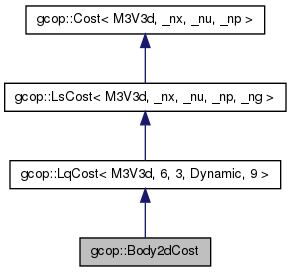 gcop::Cost< M3V3d, _nx, _nu, _np >
gcop::LsCost< M3V3d, _nx, _nu, _np, _ng >
gcop::LqCost< M3V3d, 6, 3, Dynamic, 9 >
gcop::Body2dCost